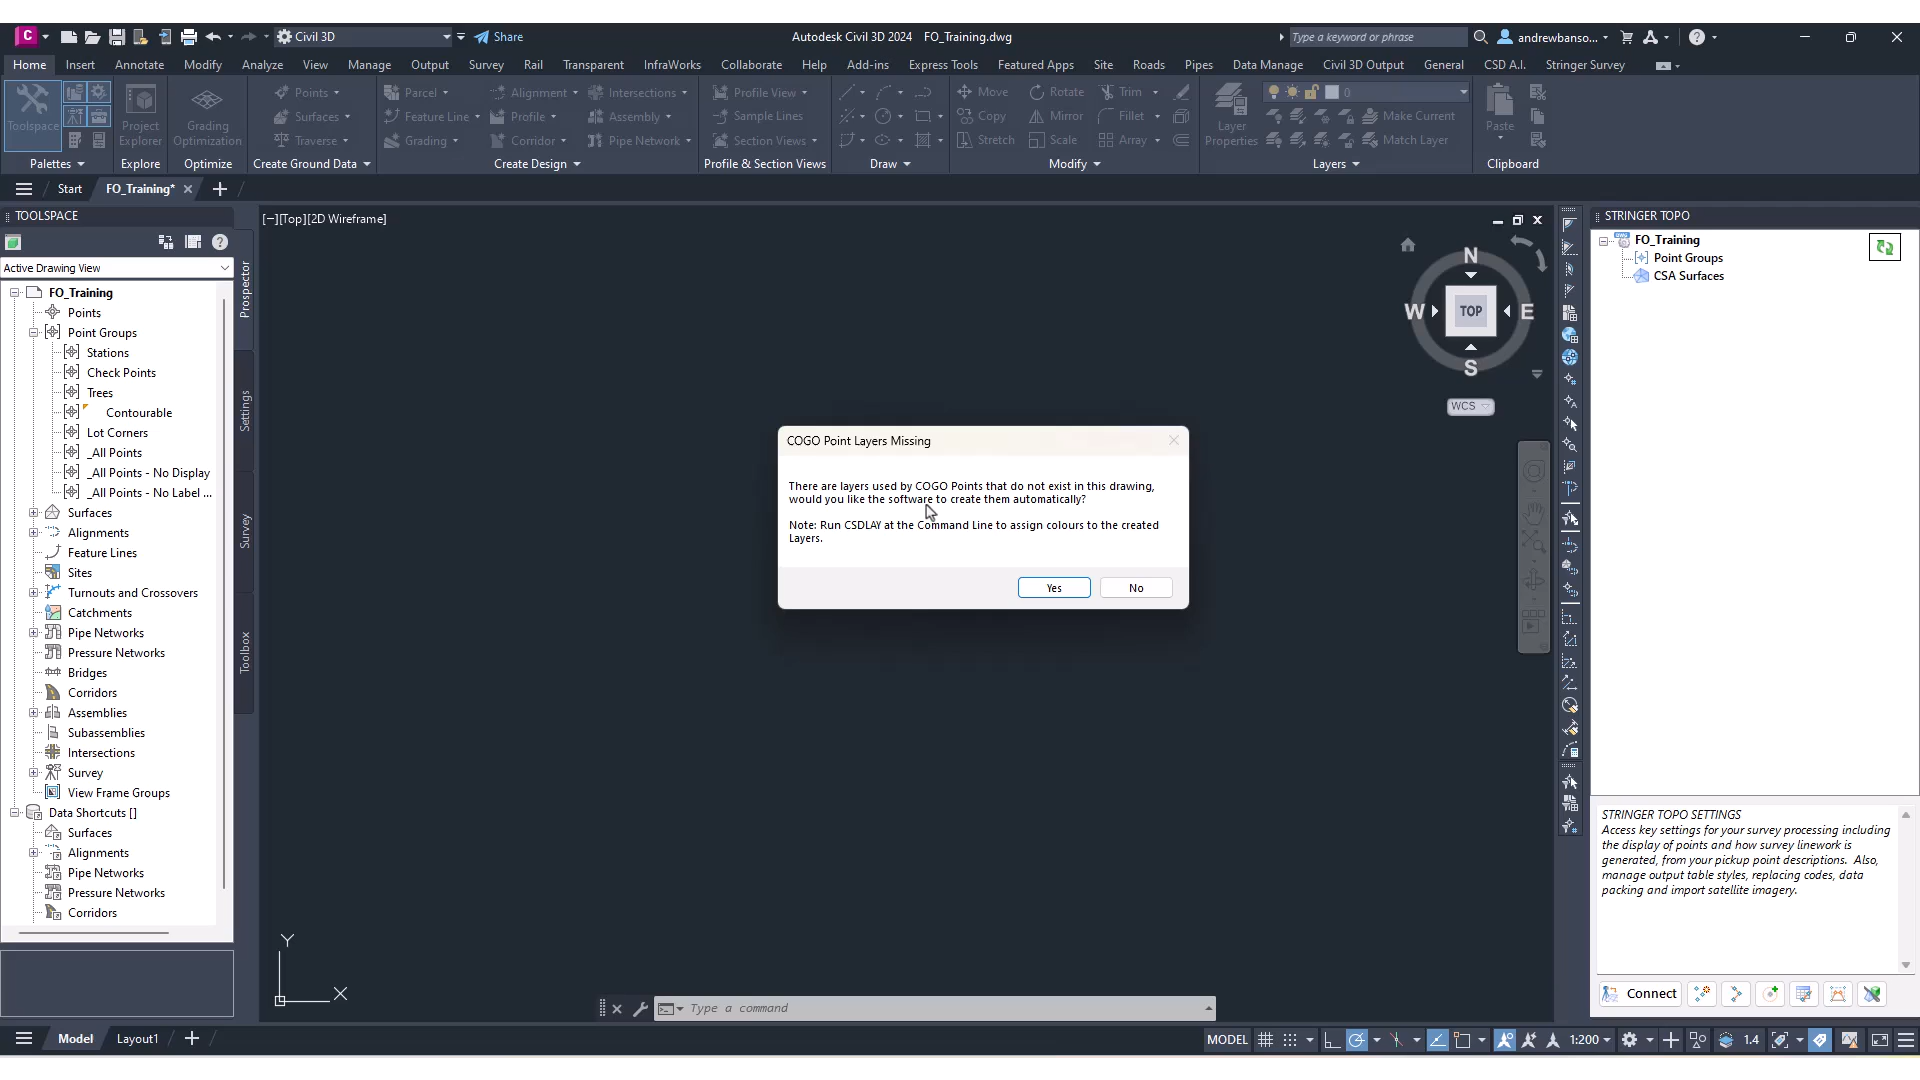 C Civil 3D Share Autodesk Civil 3D 2024 FO_Training.dwg Type a keyword or phrase andrewbanso...
Home Insert Annotate Modify Analyze View Manage Output Survey Rail Transparent InfraWorks Collaborate Help Add-ins Express Tools Featured Apps Site Roads Pipes Data Manage Civil 3D Output General CSD A.I. Stringer Survey
Points Parcel Alignment Intersections Profile View Move Rotate Trim 0
Toolspace Project Explorer Grading Optimization Surfaces Feature Line Profile Assembly Sample Lines Copy Mirror Fillet Layer Properties Make Current Paste
Traverse Grading Corridor Pipe Network Section Views Stretch Scale Array Match Layer
Palettes Explore Optimize Create Ground Data Create Design Profile & Section Views Draw Modify Layers Clipboard
Start FO_Training*
TOOLSPACE
Active Drawing View
FO_Training
Points
Point Groups
Stations
Check Points
Trees
Contourable
Lot Corners
_All Points
_All Points - No Display
_All Points - No Label ...
Surfaces
Alignments
Feature Lines
Sites
Turnouts and Crossovers
Catchments
Pipe Networks
Pressure Networks
Bridges
Corridors
Assemblies
Subassemblies
Intersections
Survey
View Frame Groups
Data Shortcuts []
Surfaces
Alignments
Pipe Networks
Pressure Networks
Corridors
Prospector
Settings
Survey
Toolbox
[−][Top][2D Wireframe]
N
W TOP E
S
WCS
COGO Point Layers Missing
There are layers used by COGO Points that do not exist in this drawing,
would you like the software to create them automatically?
Note: Run CSDLAY at the Command Line to assign colours to the created
Layers.
Yes No
Y
X
Type a command
STRINGER TOPO
FO_Training
Point Groups
CSA Surfaces
STRINGER TOPO SETTINGS
Access key settings for your survey processing including
the display of points and how survey linework is
generated, from your pickup point descriptions. Also,
manage output table styles, replacing codes, data
packing and import satellite imagery.
Connect
Model Layout1 MODEL 1:200 1.4